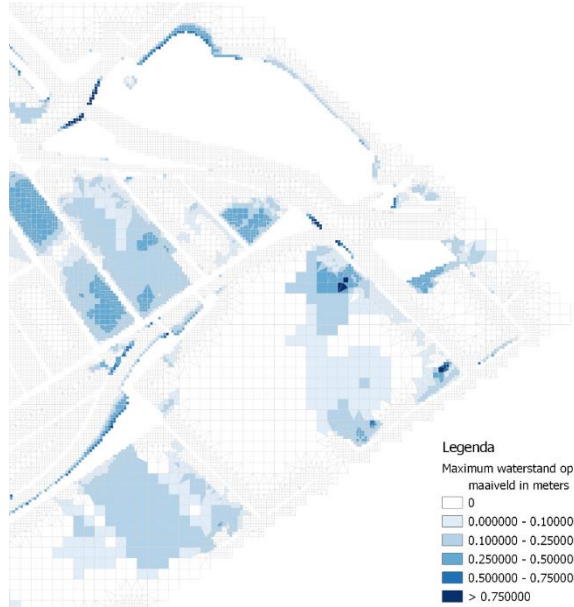 Legenda
Maximum waterstand op
maaiveld in meters
0
0.000000 - 0.10000
0.100000 - 0.25000
0.250000 - 0.50000
0.500000 - 0.75000
> 0.750000